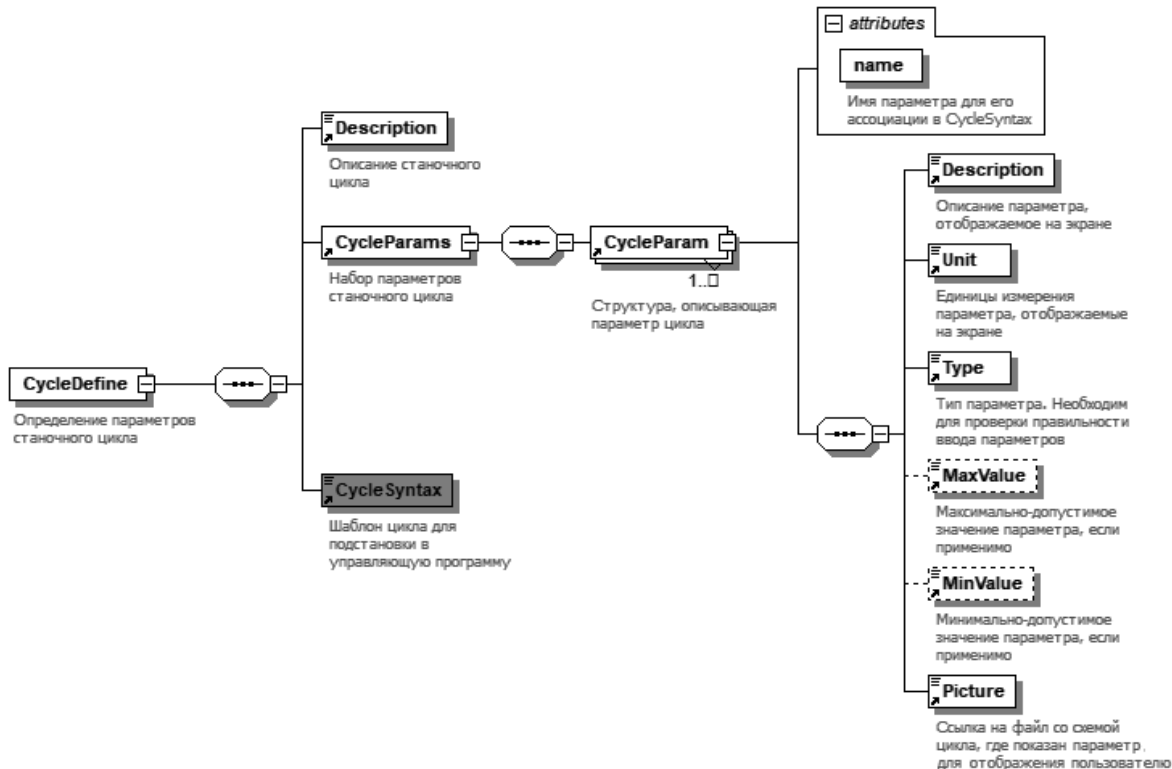 attributes
name
Имя параметра для его
ассоциации в CycleSyntax
Description
Описание станочного
цикла
CycleParams
Набор параметров
станочного цикла
CycleParam
1..□
Структура, описывающая
параметр цикла
Description
Описание параметра,
отображаемое на экране
Unit
Единицы измерения
параметра, отображаемые
на экране
Type
Тип параметра. Необходим
для проверки правильности
ввода параметров
MaxValue
Максимально-допустимое
значение параметра, если
применимо
MinValue
Минимально-допустимое
значение параметра, если
применимо
Picture
Ссылка на файл со схемой
цикла, где показан параметр
для отображения пользователю
CycleDefine
Определение параметров
станочного цикла
CycleSyntax
Шаблон цикла для
подстановки в
управляющую программу